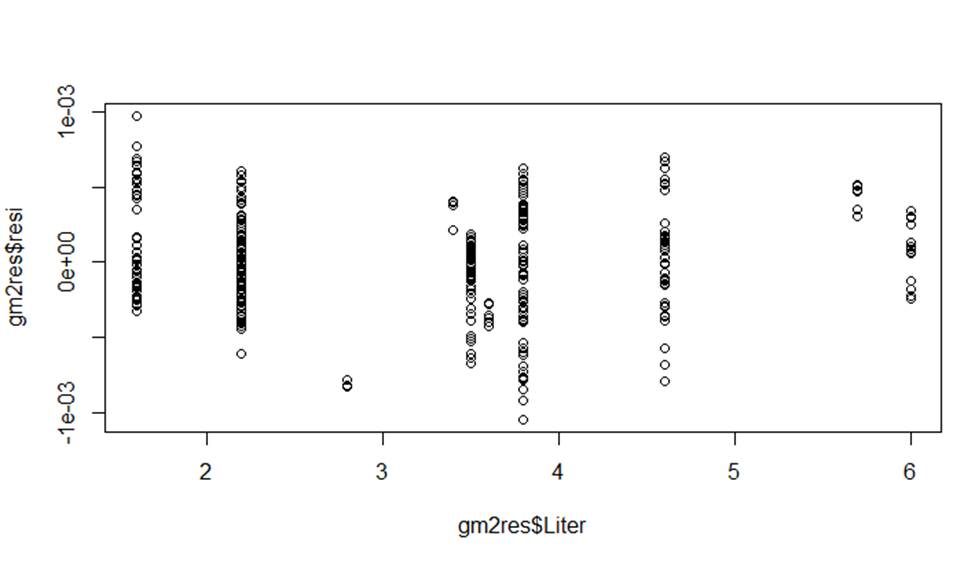 1e-03
0e+00
-1e-03
gm2res$resi
2 3 4 5 6
gm2res$Liter